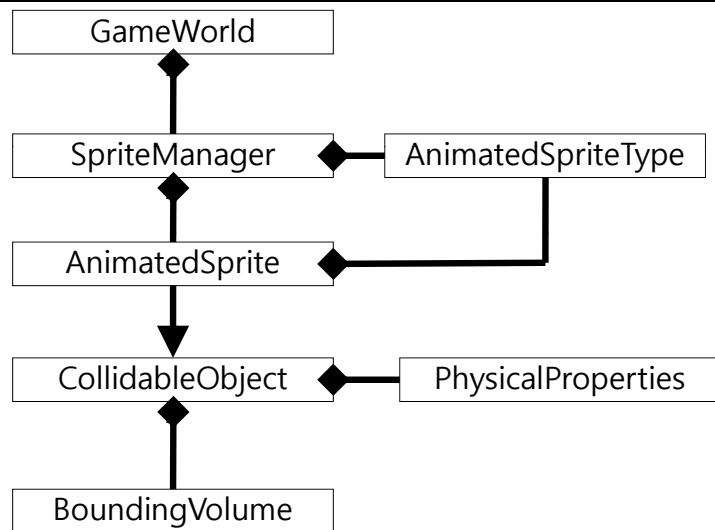 GameWorld
SpriteManager
AnimatedSpriteType
AnimatedSprite
CollidableObject
PhysicalProperties
BoundingVolume